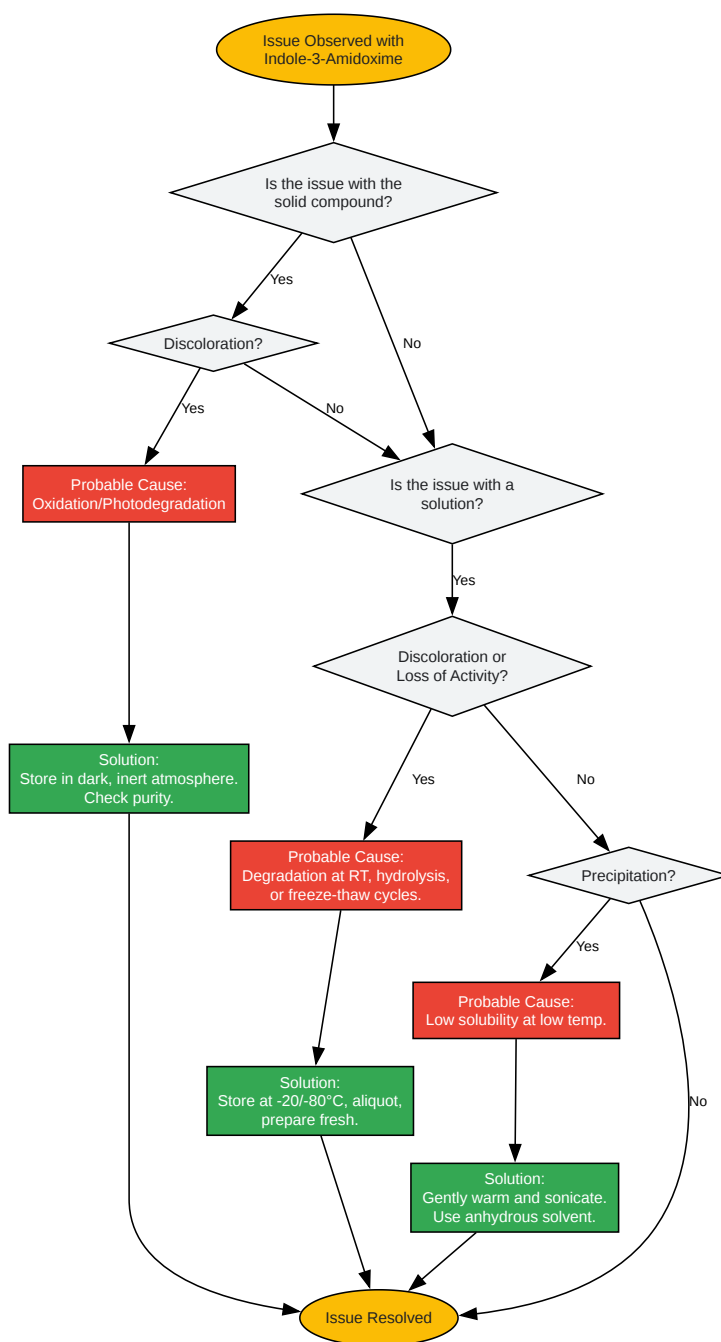 Issue Observed with
Indole-3-Amidoxime
Is the issue with the
solid compound?
Yes
No
Discoloration?
Yes
No
Probable Cause:
Oxidation/Photodegradation
Is the issue with a
solution?
Yes
Discoloration or
Loss of Activity?
Solution:
Store in dark, inert atmosphere.
Check purity.
Yes
No
Probable Cause:
Degradation at RT, hydrolysis,
or freeze-thaw cycles.
Precipitation?
Yes
No
Probable Cause:
Low solubility at low temp.
Solution:
Store at -20/-80°C, aliquot,
prepare fresh.
Solution:
Gently warm and sonicate.
Use anhydrous solvent.
Issue Resolved